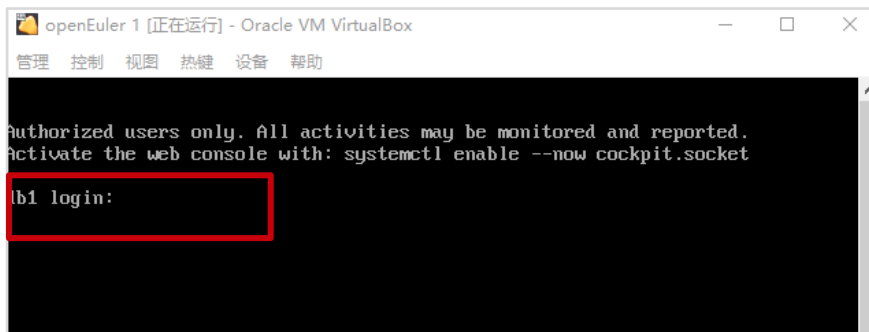 openEuler 1 [正在运行] - Oracle VM VirtualBox
管理 控制 视图 热键 设备 帮助
Authorized users only. All activities may be monitored and reported.
Activate the web console with: systemctl enable --now cockpit.socket
db1 login: